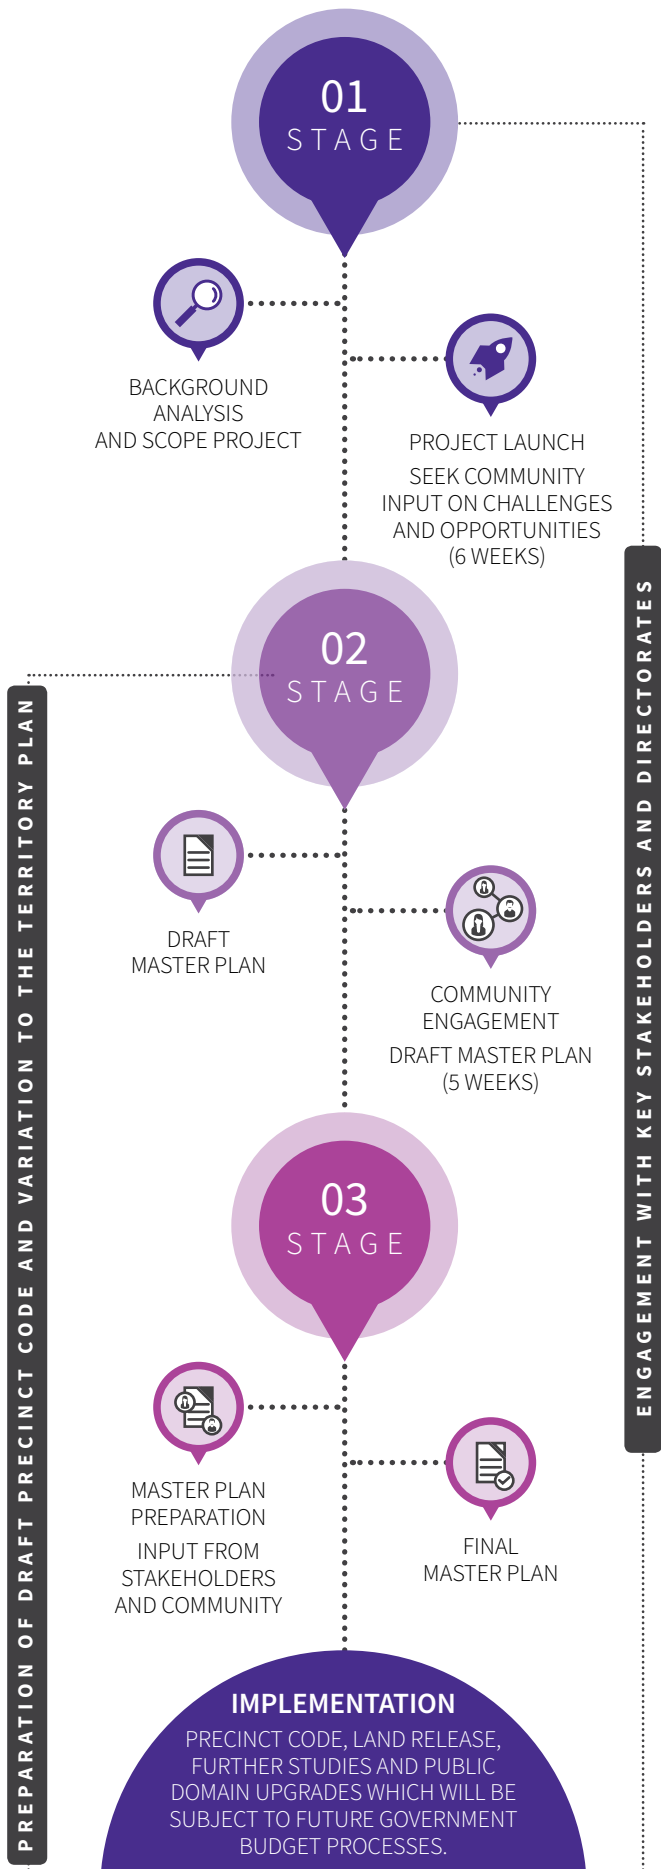 01
STAGE
BACKGROUND
ANALYSIS
AND SCOPE PROJECT
PROJECT LAUNCH
SEEK COMMUNITY
INPUT ON CHALLENGES
AND OPPORTUNITIES
(6 WEEKS)
02
STAGE
DRAFT
MASTER PLAN
COMMUNITY
ENGAGEMENT
DRAFT MASTER PLAN
(5 WEEKS)
03
STAGE
MASTER PLAN
PREPARATION
INPUT FROM
STAKEHOLDERS
AND COMMUNITY
FINAL
MASTER PLAN
IMPLEMENTATION
PRECINCT CODE, LAND RELEASE,
FURTHER STUDIES AND PUBLIC
DOMAIN UPGRADES WHICH WILL BE
SUBJECT TO FUTURE GOVERNMENT
BUDGET PROCESSES.
PREPARATION OF DRAFT PRECINCT CODE AND VARIATION TO THE TERRITORY PLAN
ENGAGEMENT WITH KEY STAKEHOLDERS AND DIRECTORATES